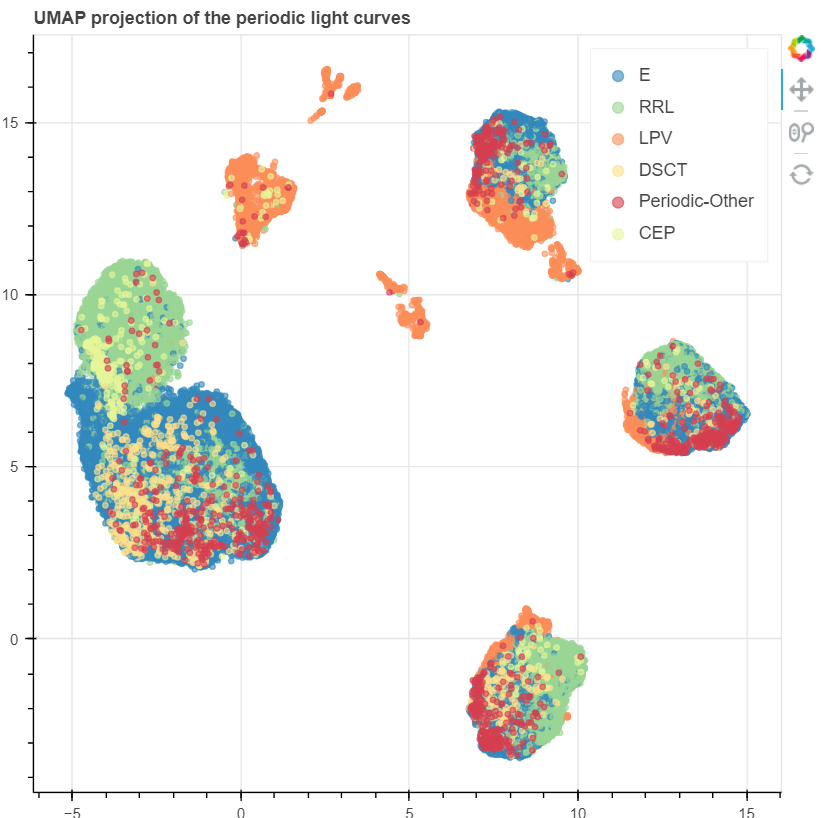 UMAP projection of the periodic light curves
E
RRL
LPV
DSCT
Periodic-Other
CEP
15
10
5
0
−5
0
5
10
15